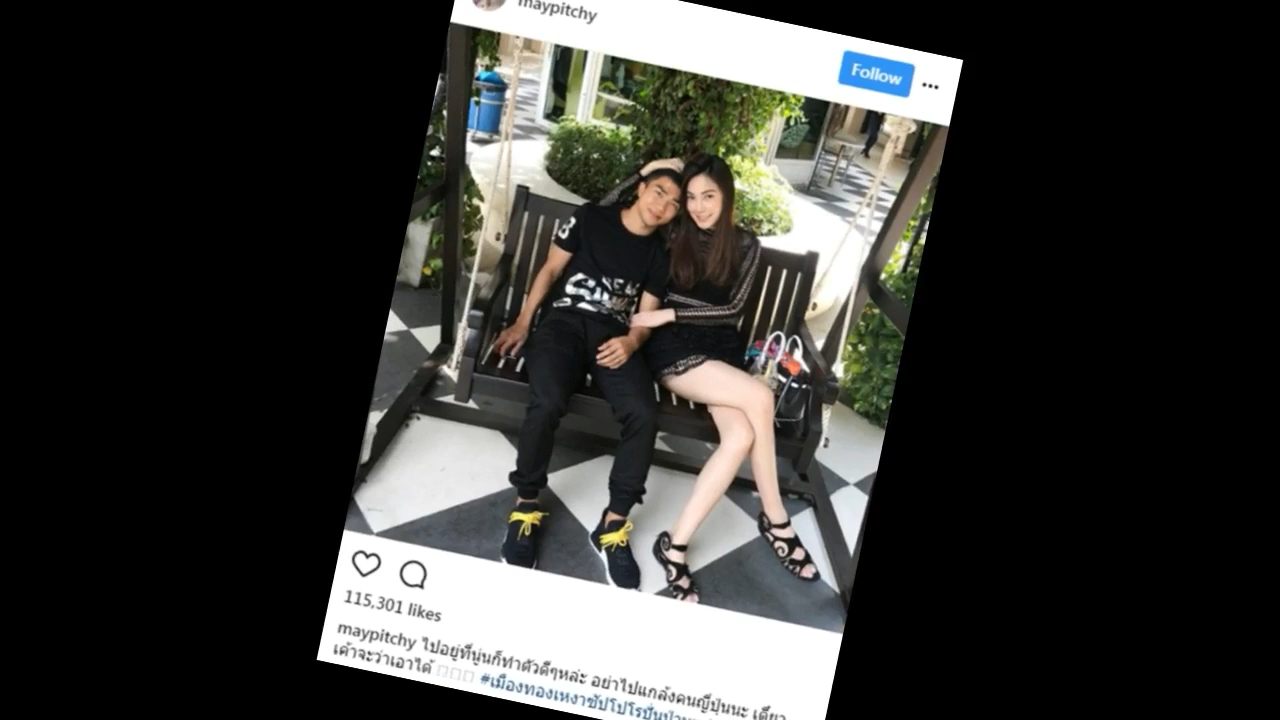 maypitchy
Follow
115,301 likes
maypitchy ไปอยู่ที่นู่นก็ทำตัวดีๆหล่ะ อย่าไปแกล้งคนญี่ปุ่นนะ เดี๊ยว
เค้าจะว่าเอาได้